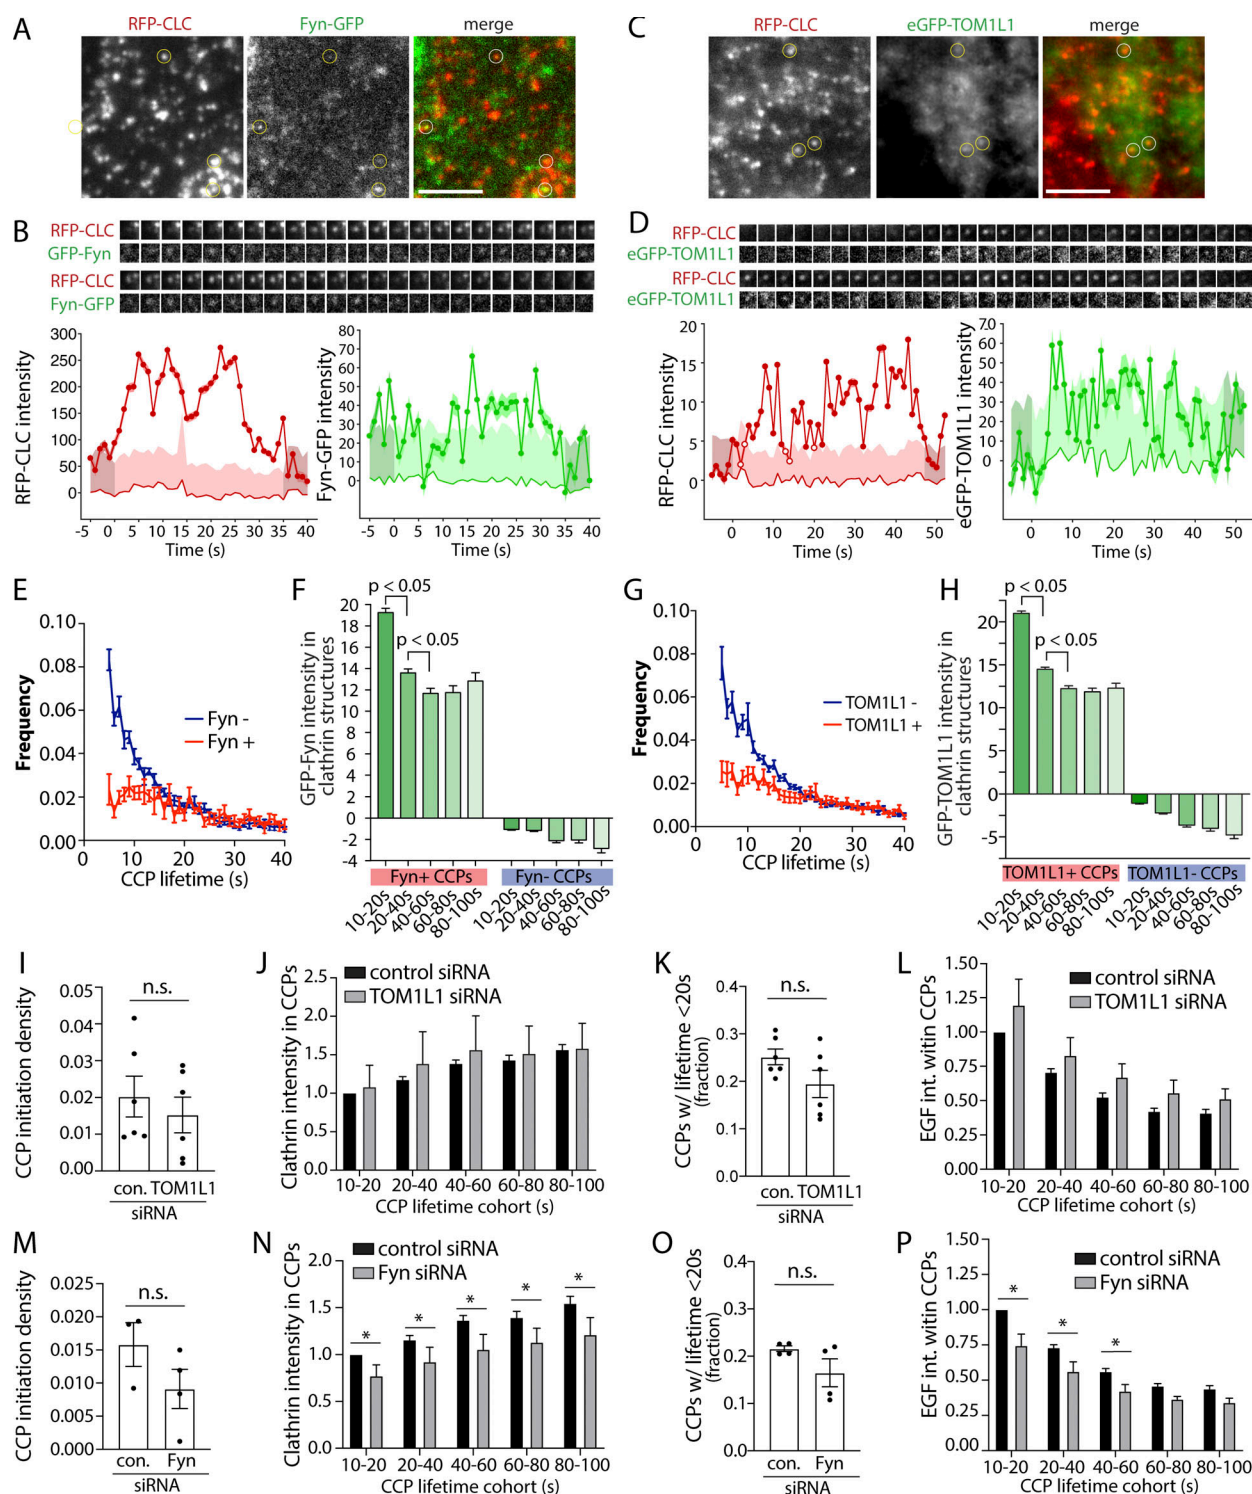 A RFP-CLC Fyn-GFP merge
C RFP-CLC eGFP-TOM1L1 merge
B RFP-CLC
GFP-Fyn
RFP-CLC
Fyn-GFP
RFP-CLC intensity
300
250
200
150
100
50
0
-5 0 5 10 15 15 20 25 30 35 40
Time (s)
Fyn-GFP intensity
80
70
60
50
40
30
20
10
0
-5 0 5 10 15 20 25 30 35 40
Time (s)
D RFP-CLC
eGFP-TOM1L1
RFP-CLC
eGFP-TOM1L1
RFP-CLC intensity
20
15
10
5
0
0 10 20 30 40 50
Time (s)
eGFP-TOM1L1 intensity
70
60
50
40
30
20
10
0
0 10 20 30 40 50
Time (s)
E
Frequency
0.10
0.08
0.06
0.04
0.02
0.00
Fyn -
Fyn +
0 10 20 30 40
CCP lifetime (s)
F
GFP-Fyn intensity in
clathrin structures
p < 0.05
p < 0.05
20
18
16
14
12
10
8
6
4
2
0
-2
-4
Fyn+ CCPs Fyn- CCPs
10-20s 20-40s 40-60s 60-80s 80-100s 10-20s 20-40s 40-60s 60-80s 80-100s
G
Frequency
0.10
0.08
0.06
0.04
0.02
0.00
TOM1L1 -
TOM1L1 +
0 10 20 30 40
CCP lifetime (s)
H
GFP-TOM1L1 intensity in
clathrin structures
p < 0.05
p < 0.05
20
15
10
5
0
-5
TOM1L1+ CCPs TOM1L1- CCPs
10-20s 20-40s 40-60s 60-80s 80-100s 10-20s 20-40s 40-60s 60-80s 80-100s
I
CCP initiation density
n.s.
0.05
0.04
0.03
0.02
0.01
0.00
con. TOM1L1
siRNA
J
Clathrin intensity in CCPs
control siRNA
TOM1L1 siRNA
2.5
2.0
1.5
1.0
0.5
0.0
10-20 20-40 40-60 60-80 80-100
CCP lifetime cohort (s)
K
CCPs w/ lifetime <20s
(fraction)
n.s.
0.4
0.3
0.2
0.1
0.0
con. TOM1L1
siRNA
L
EGF int. witin CCPs
control siRNA
TOM1L1 siRNA
1.50
1.25
1.00
0.75
0.50
0.25
0.00
10-20 20-40 40-60 60-80 80-100
CCP lifetime cohort (s)
M
CCP initiation density
n.s.
0.025
0.020
0.015
0.010
0.005
0.000
con. Fyn
siRNA
N
Clathrin intensity in CCPs
control siRNA
Fyn siRNA
2.0
1.5
1.0
0.5
0.0
* * * * *
10-20 20-40 40-60 60-80 80-100
CCP lifetime cohort (s)
O
CCPs w/ lifetime <20s
(fraction)
n.s.
0.4
0.3
0.2
0.1
0.0
con. Fyn
siRNA
P
EGF int. witin CCPs
control siRNA
Fyn siRNA
1.50
1.25
1.00
0.75
0.50
0.25
0.00
* * *
10-20 20-40 40-60 60-80 80-100
CCP lifetime cohort (s)